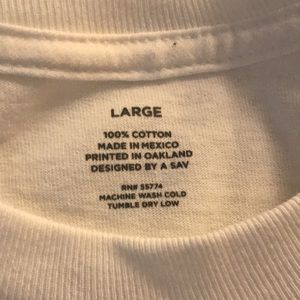 LARGE
100% COTTON
MADE IN MEXICO
PRINTED IN OAKLAND
DESIGNED BY A SAV
RN# 55774
MACHINE WASH COLD
TUMBLE DRY LOW